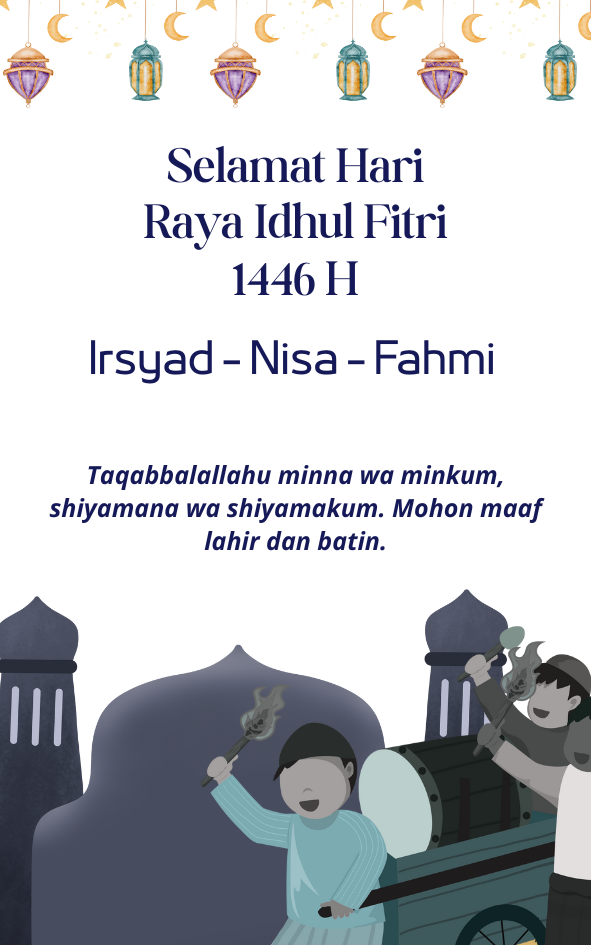 Selamat Hari
Raya Idhul Fitri
1446 H
Irsyad - Nisa - Fahmi
Taqabbalallahu minna wa minkum,
shiyamana wa shiyamakum. Mohon maaf
lahir dan batin.